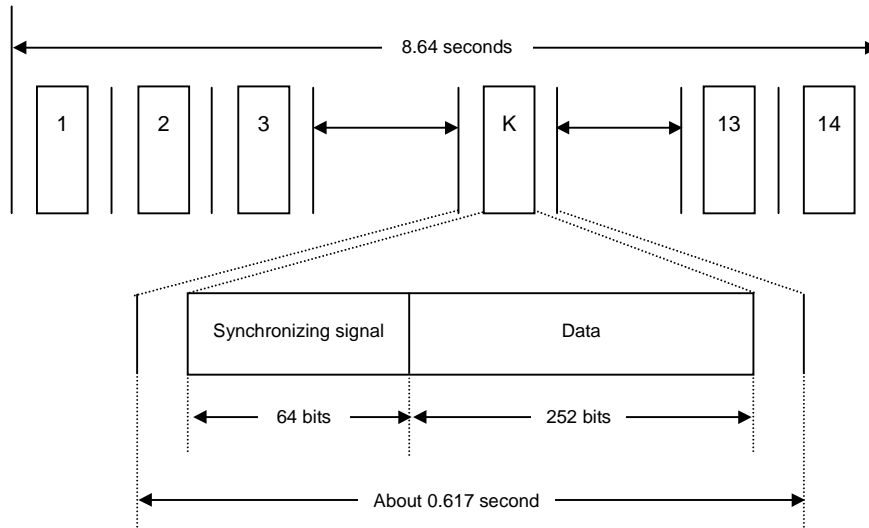 8.64 seconds
1 2 3 K 13 14
Synchronizing signal Data
64 bits 252 bits
About 0.617 second